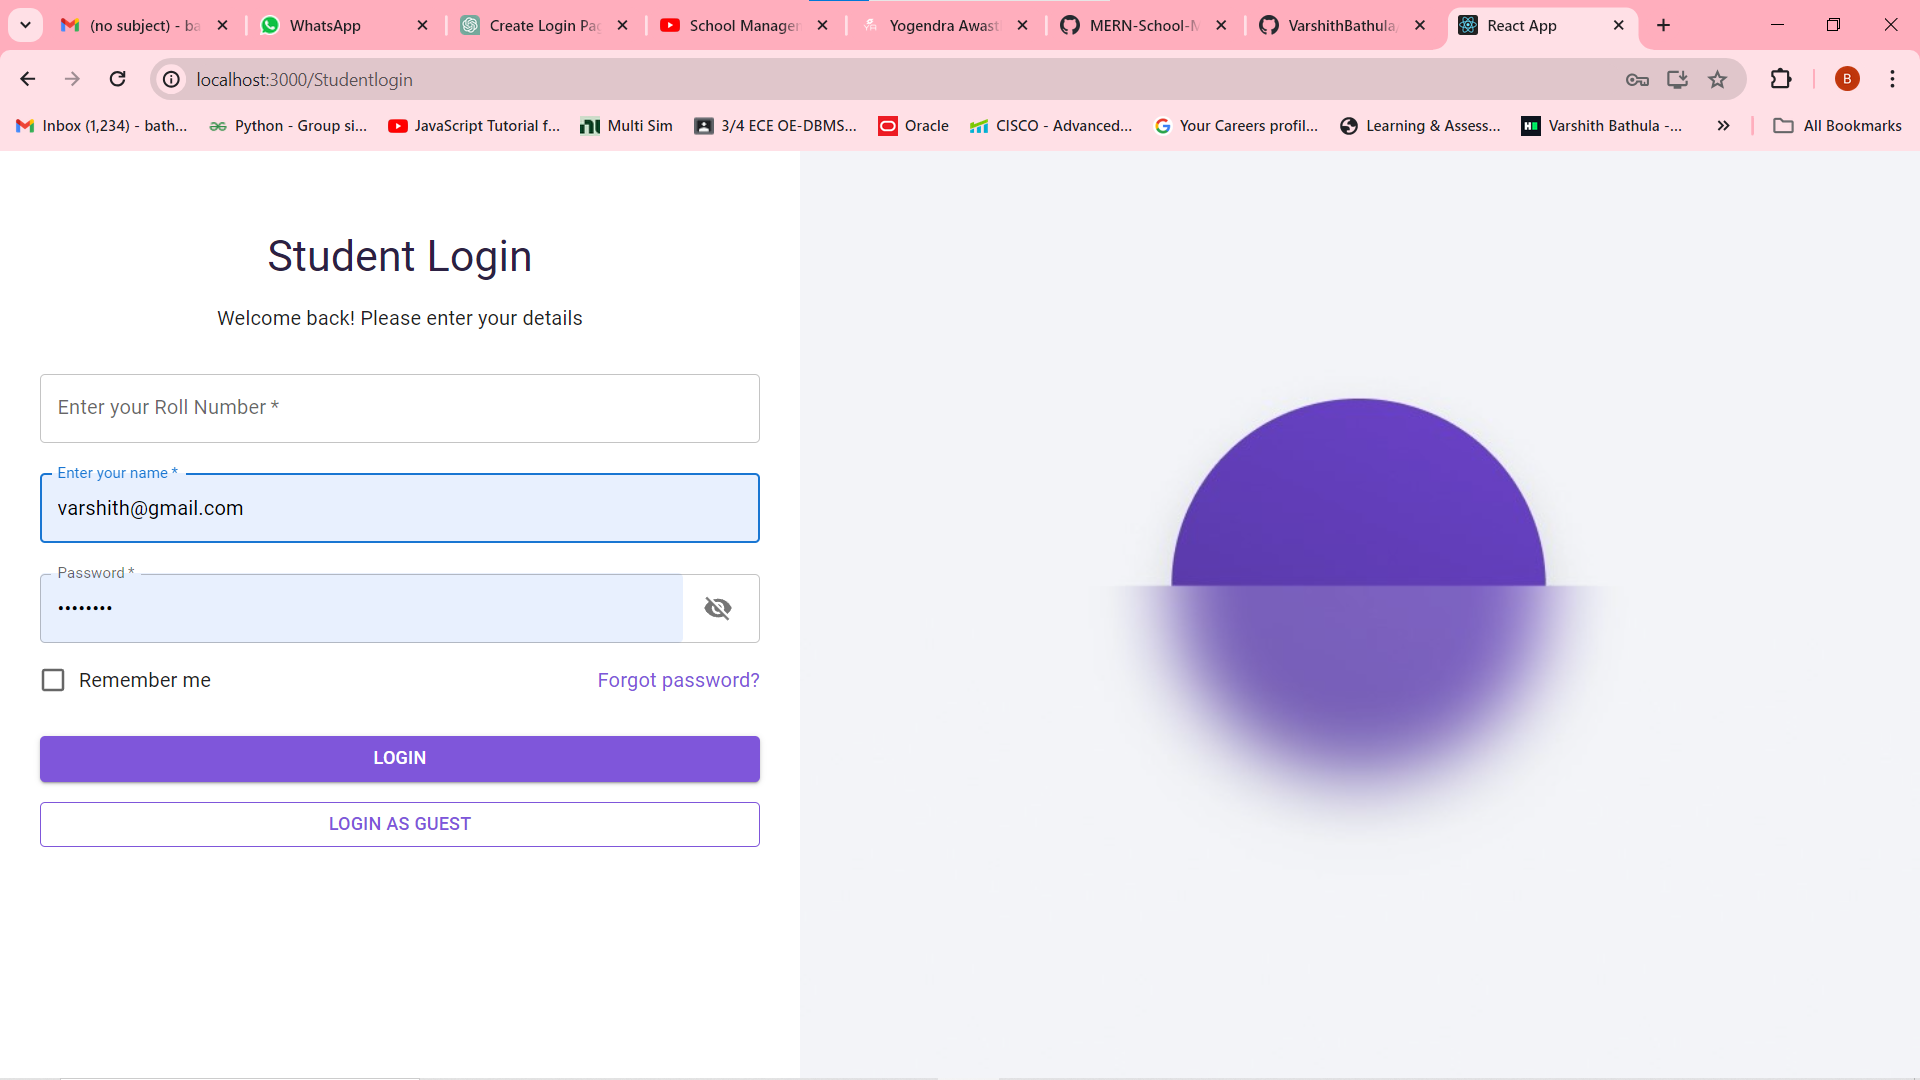 (no subject) - ba
WhatsApp
Create Login Pag
School Manager
Yogendra Awast
MERN-School-M
VarshithBathula/
React App
localhost:3000/Studentlogin
B
Inbox (1,234) - bath...
Python - Group si...
JavaScript Tutorial f...
Multi Sim
3/4 ECE OE-DBMS...
Oracle
CISCO - Advanced...
Your Careers profil...
Learning & Assess...
Varshith Bathula -...
All Bookmarks
Student Login
Welcome back! Please enter your details
Enter your Roll Number *
Enter your name *
varshith@gmail.com
Password *
••••••••
Remember me
Forgot password?
LOGIN
LOGIN AS GUEST